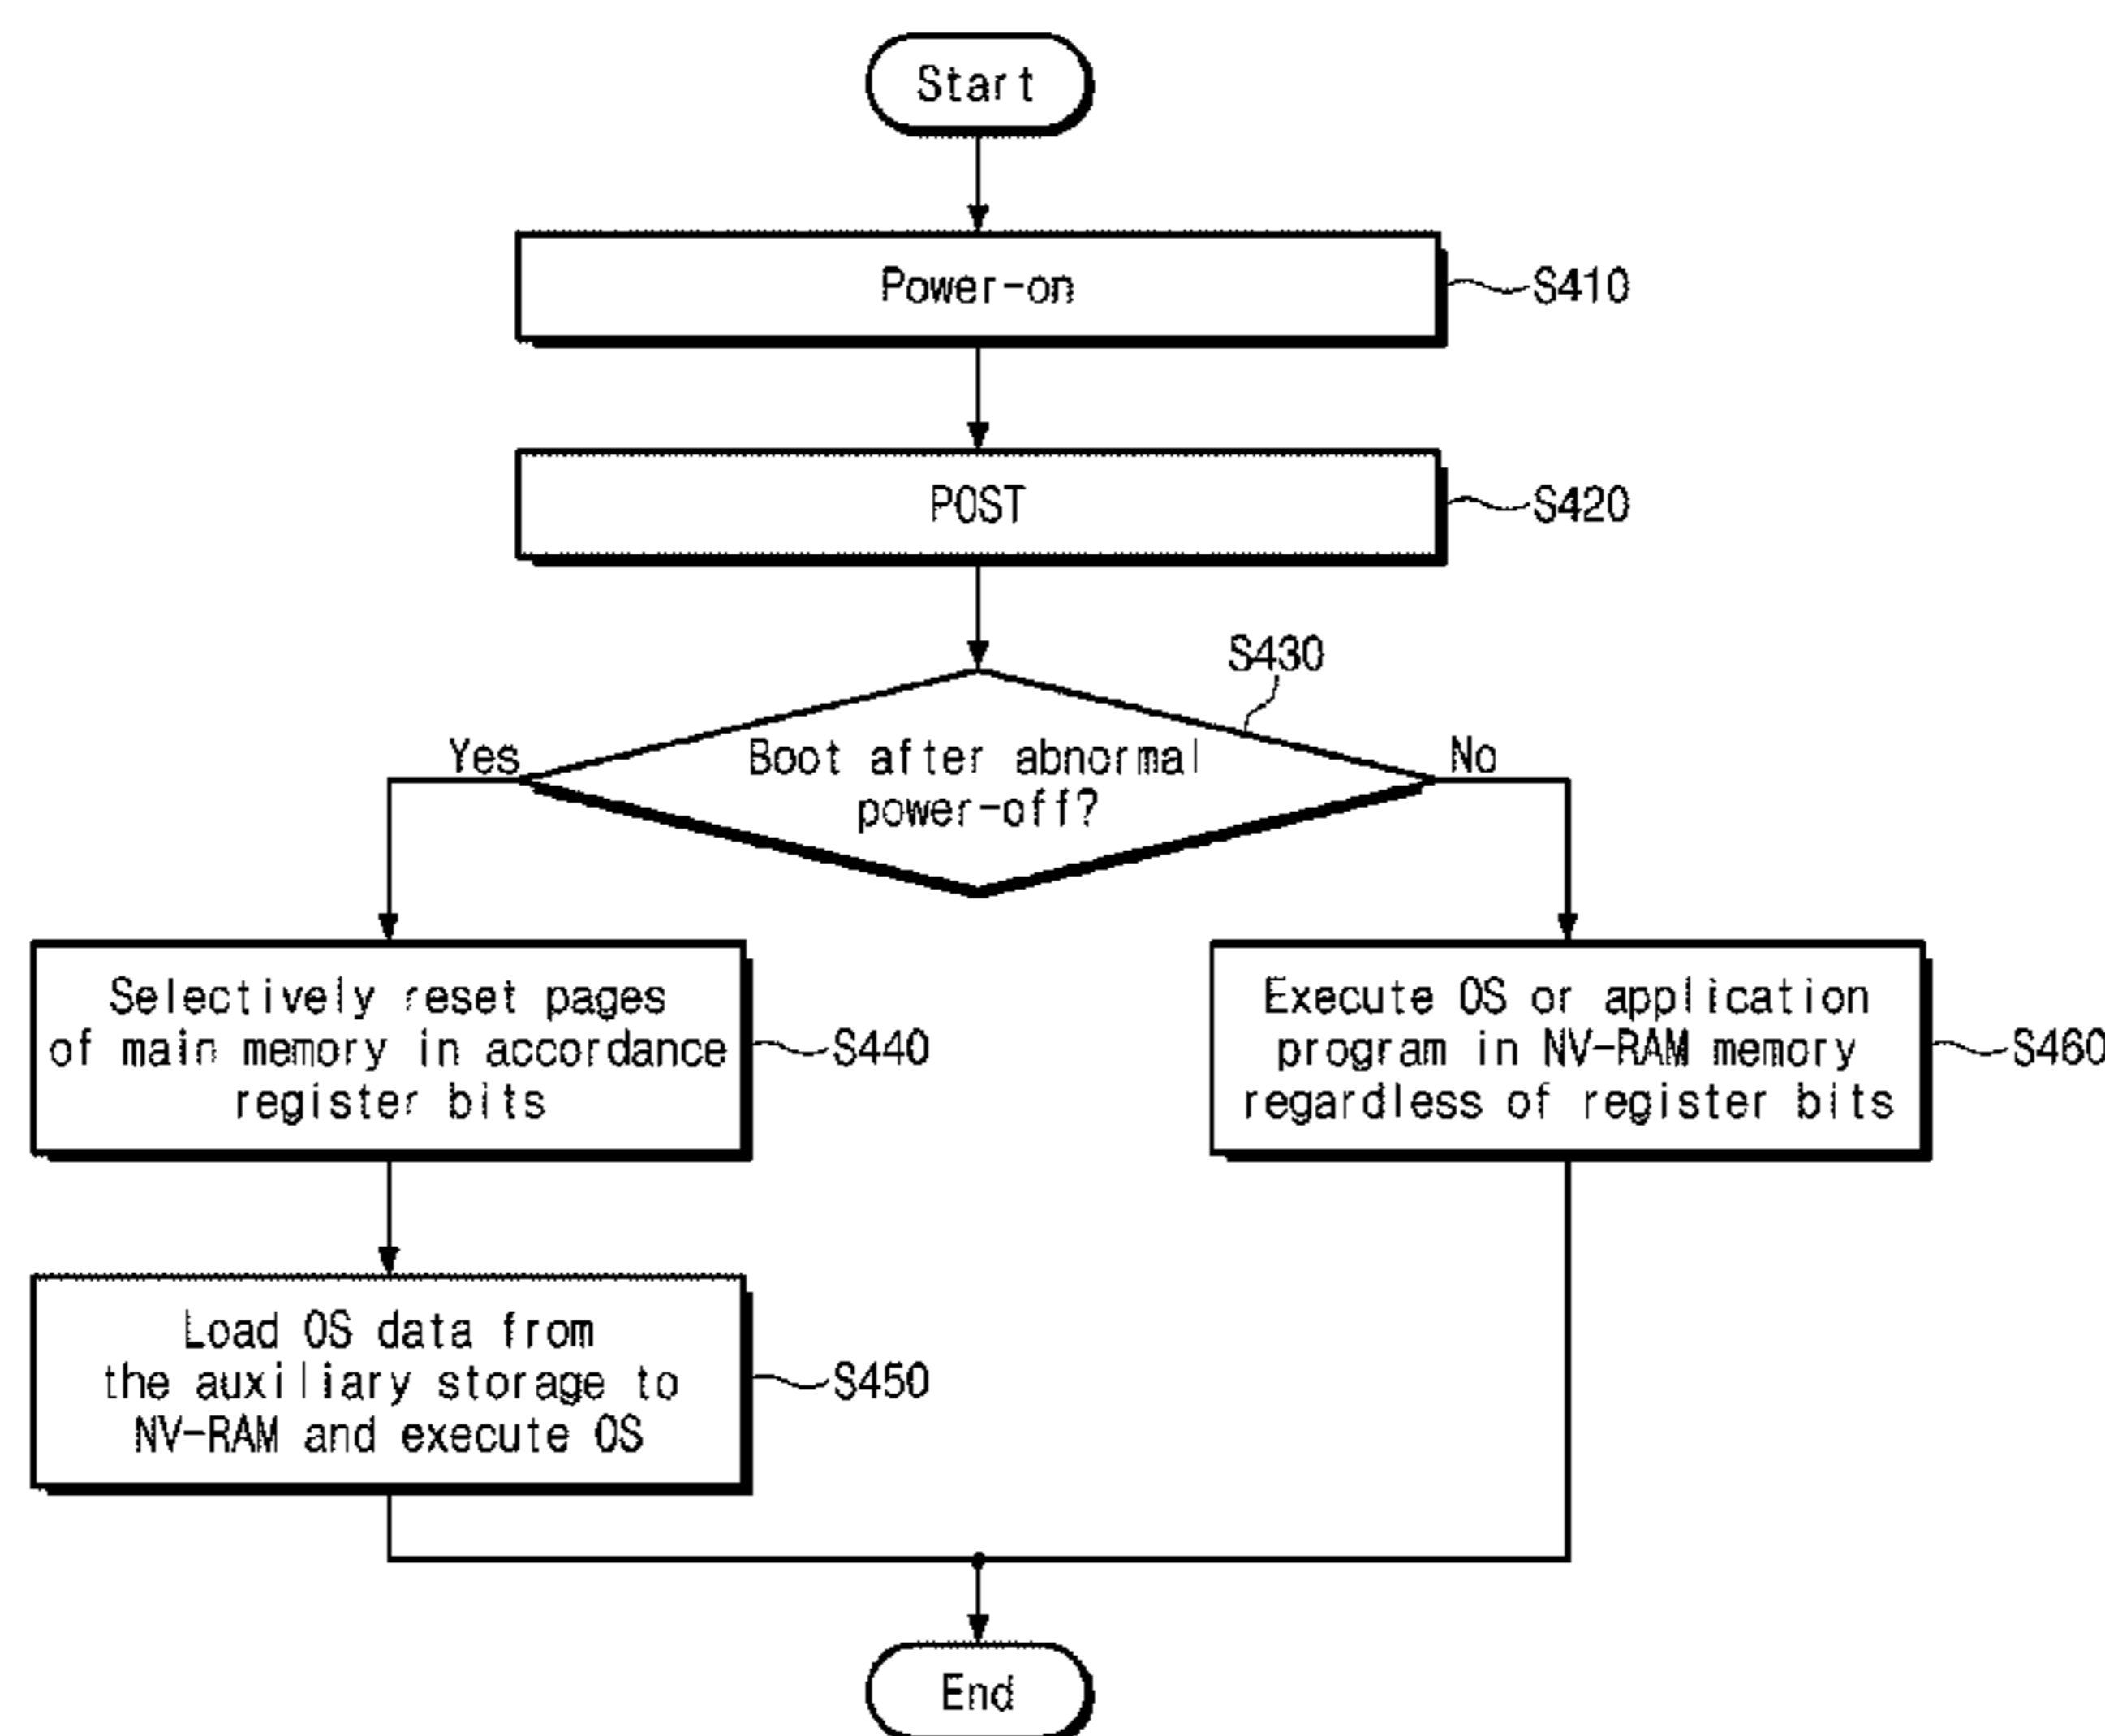 Start
Power-on
S410
POST
S420
S430
Yes
Boot after abnormal
power-off?
No
Selectively reset pages
of main memory in accordance
register bits
S440
Execute OS or application
program in NV-RAM memory
regardless of register bits
S460
Load OS data from
the auxiliary storage to
NV-RAM and execute OS
S450
End